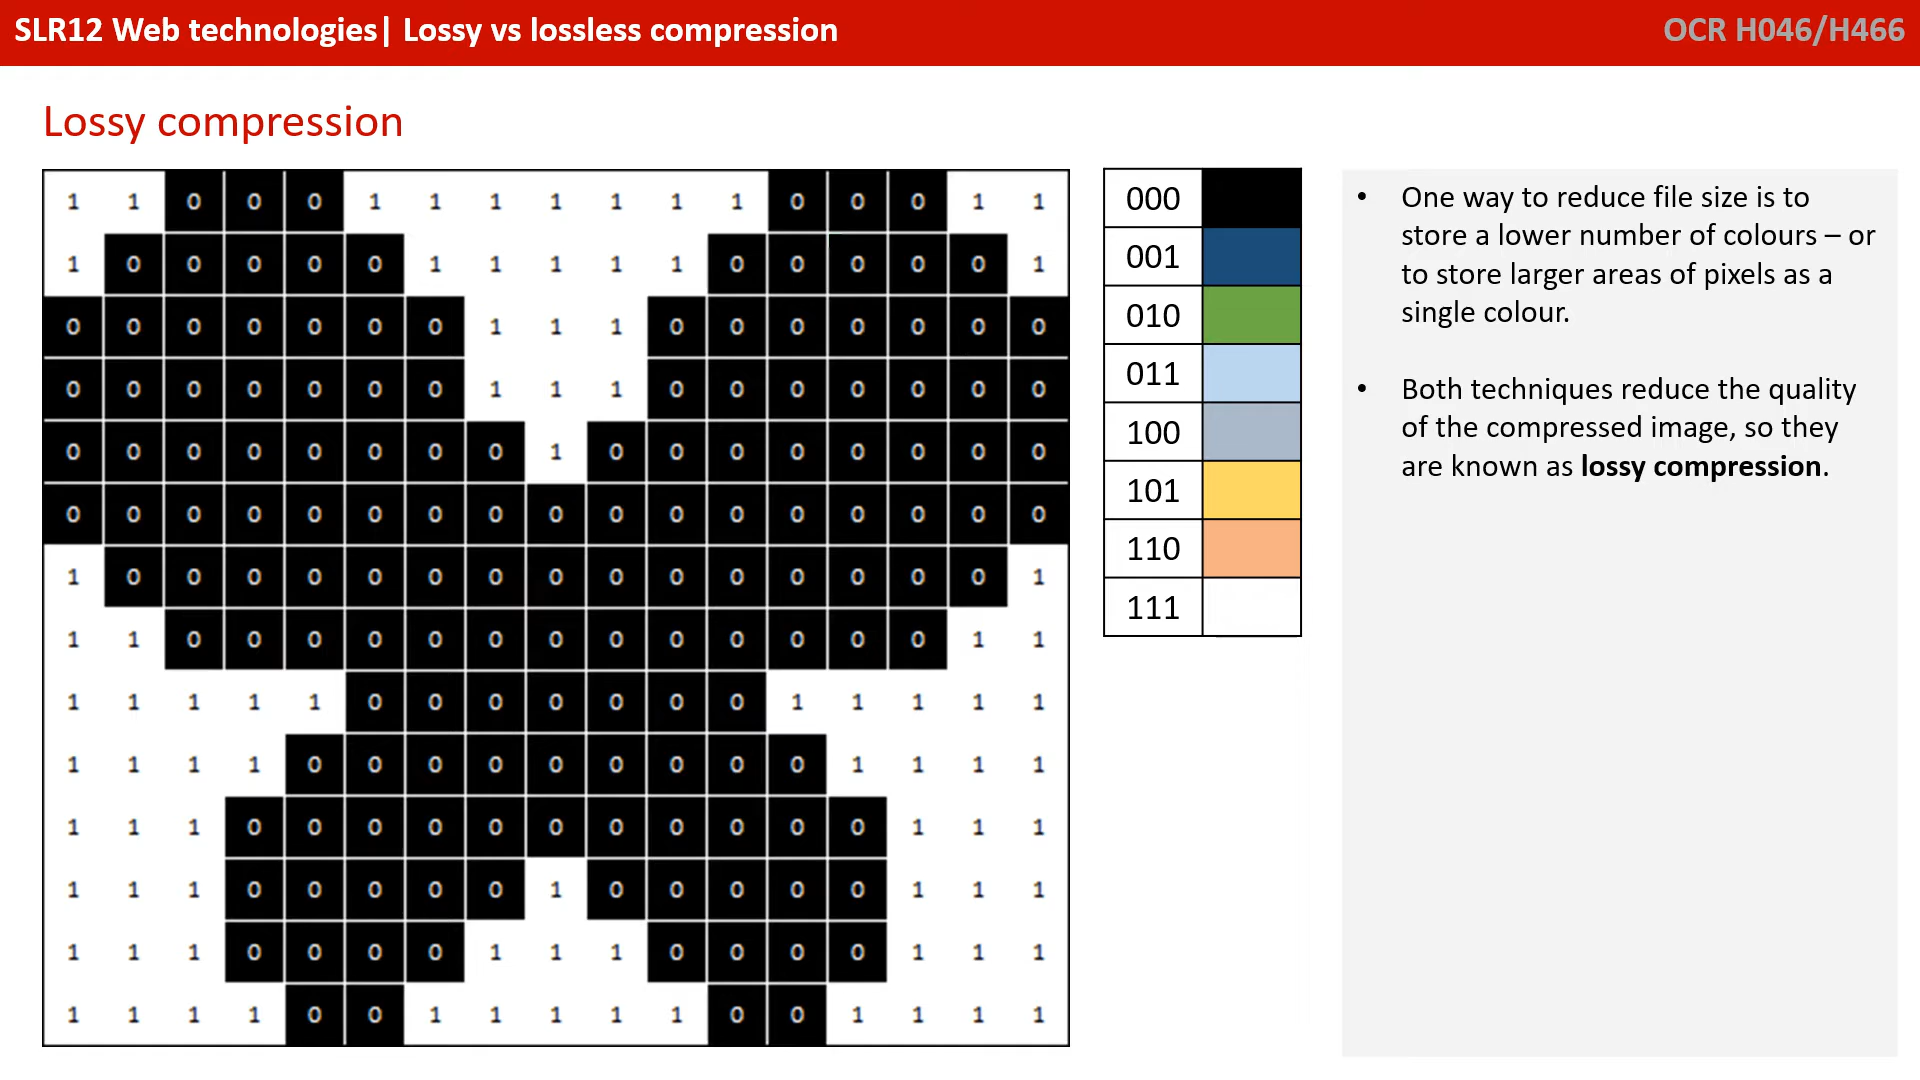 SLR12 Web technologies| Lossy vs lossless compression
OCR H046/H466
Lossy compression
1 1 0 0 0 1 1 1 1 1 1 1 0 0 0 1 1
1 0 0 0 0 0 1 1 1 1 1 0 0 0 0 0 1
0 0 0 0 0 0 0 1 1 1 0 0 0 0 0 0 0
0 0 0 0 0 0 0 1 1 1 0 0 0 0 0 0 0
0 0 0 0 0 0 0 0 1 0 0 0 0 0 0 0 0
0 0 0 0 0 0 0 0 0 0 0 0 0 0 0 0 0
1 0 0 0 0 0 0 0 0 0 0 0 0 0 0 0 1
1 1 0 0 0 0 0 0 0 0 0 0 0 0 0 1 1
1 1 1 1 1 0 0 0 0 0 0 0 1 1 1 1 1
1 1 1 1 0 0 0 0 0 0 0 0 0 1 1 1 1
1 1 1 0 0 0 0 0 0 0 0 0 0 0 1 1 1
1 1 1 0 0 0 0 0 1 0 0 0 0 0 1 1 1
1 1 1 0 0 0 0 1 1 1 0 0 0 0 1 1 1
1 1 1 1 0 0 1 1 1 1 1 0 0 1 1 1 1
000
001
010
011
100
101
110
111
• One way to reduce file size is to
store a lower number of colours – or
to store larger areas of pixels as a
single colour.
• Both techniques reduce the quality
of the compressed image, so they
are known as lossy compression.